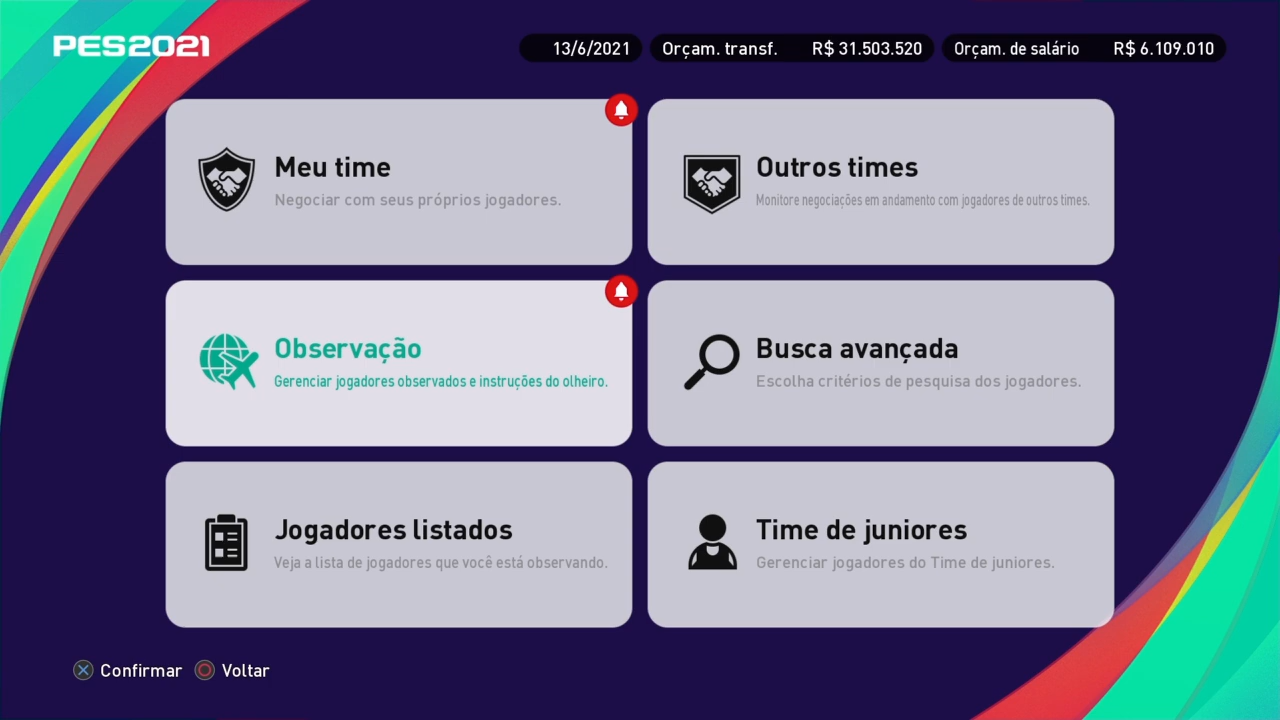 PES2021
13/6/2021 Orçam. transf. R$ 31.503.520 Orçam. de salário R$ 6.109.010
Meu time
Negociar com seus próprios jogadores.
Outros times
Monitore negociações em andamento com jogadores de outros times.
Observação
Gerenciar jogadores observados e instruções do olheiro.
Busca avançada
Escolha critérios de pesquisa dos jogadores.
Jogadores listados
Veja a lista de jogadores que você está observando.
Time de juniores
Gerenciar jogadores do Time de juniores.
Confirmar Voltar